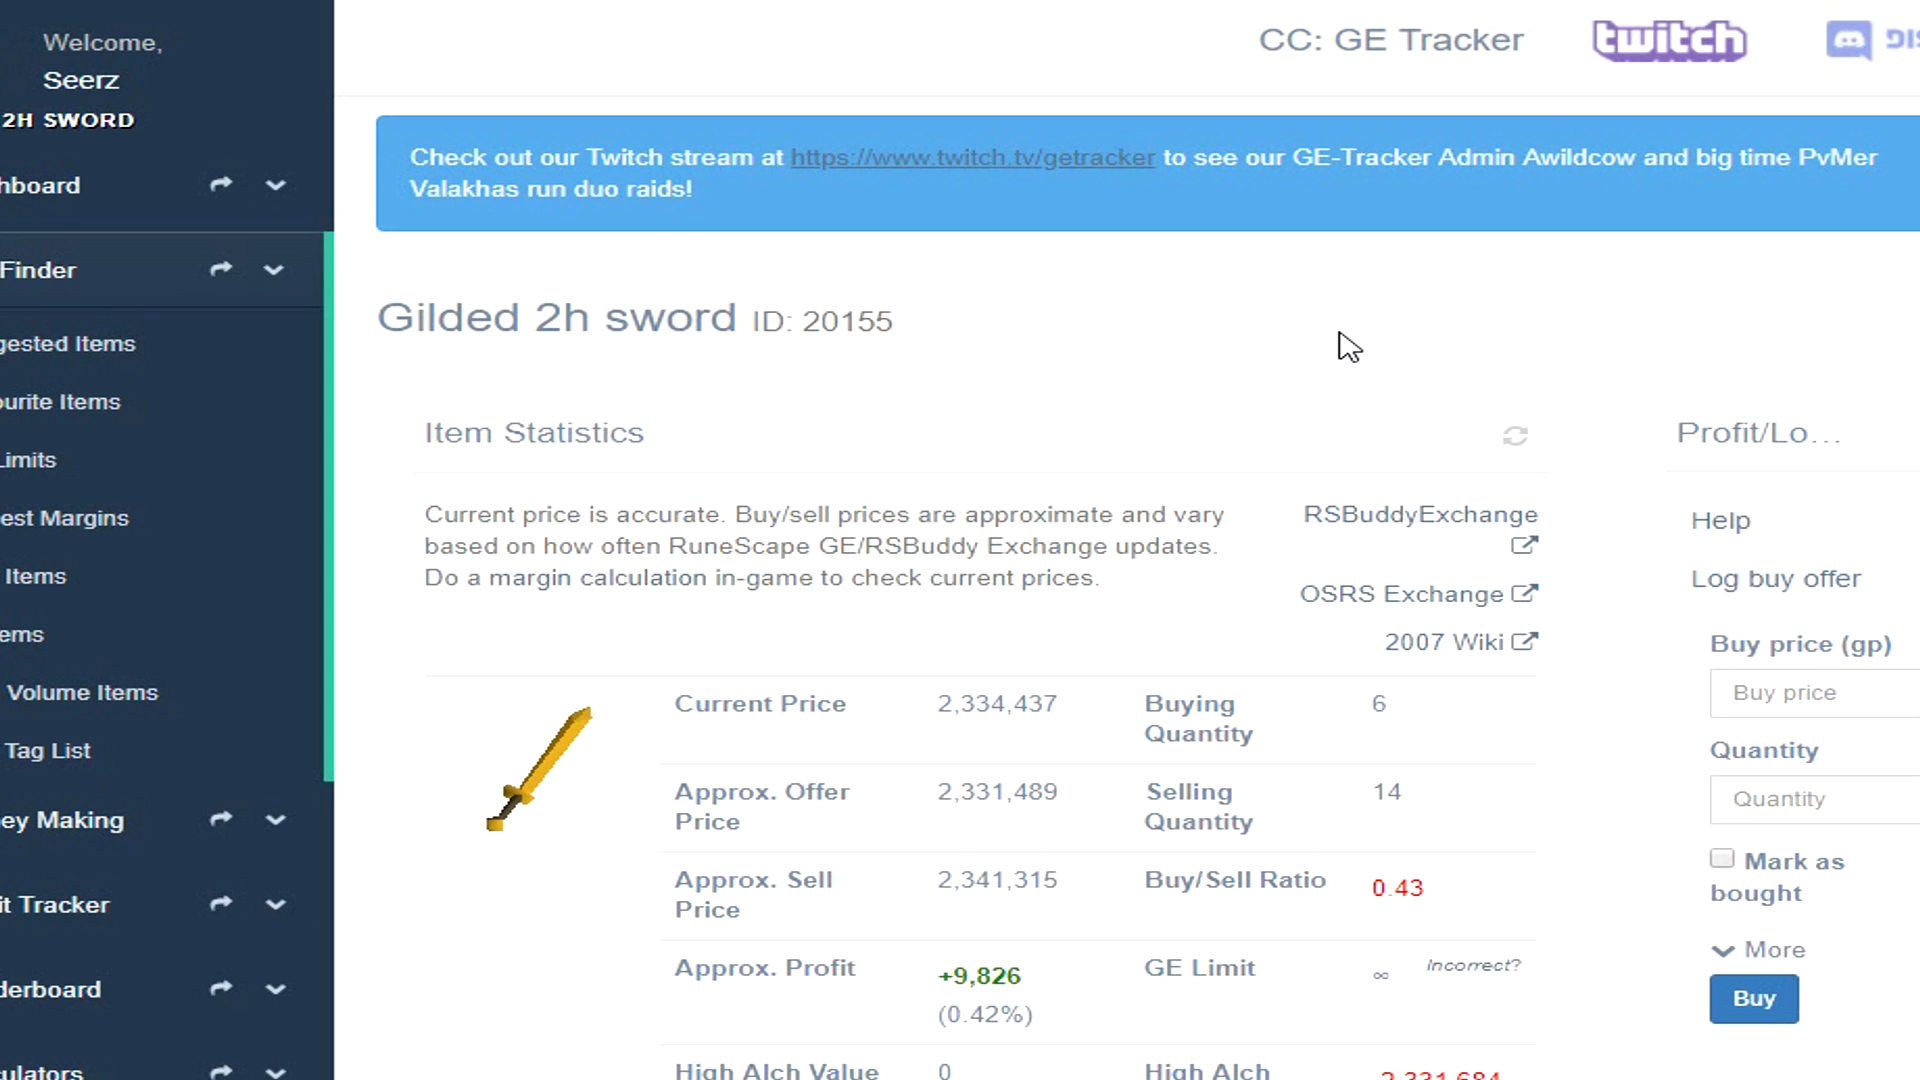 Welcome,
Seerz
2H SWORD
hboard
Finder
gested Items
ourite Items
Limits
est Margins
Items
ems
Volume Items
Tag List
ey Making
it Tracker
derboard
culators
CC: GE Tracker
twitch
DIS
Check out our Twitch stream at https://www.twitch.tv/getracker to see our GE-Tracker Admin Awildcow and big time PvMer
Valakhas run duo raids!
Gilded 2h sword ID: 20155
Item Statistics
Current price is accurate. Buy/sell prices are approximate and vary
based on how often RuneScape GE/RSBuddy Exchange updates.
Do a margin calculation in-game to check current prices.
RSBuddyExchange
OSRS Exchange
2007 Wiki
Current Price 2,334,437
Buying
Quantity 6
Approx. Offer
Price 2,331,489
Selling
Quantity 14
Approx. Sell
Price 2,341,315
Buy/Sell Ratio 0.43
Approx. Profit +9,826
(0.42%)
GE Limit ∞ Incorrect?
High Alch Value 0
High Alch -2,331,684
Profit/Lo...
Help
Log buy offer
Buy price (gp)
Buy price
Quantity
Quantity
Mark as
bought
More
Buy